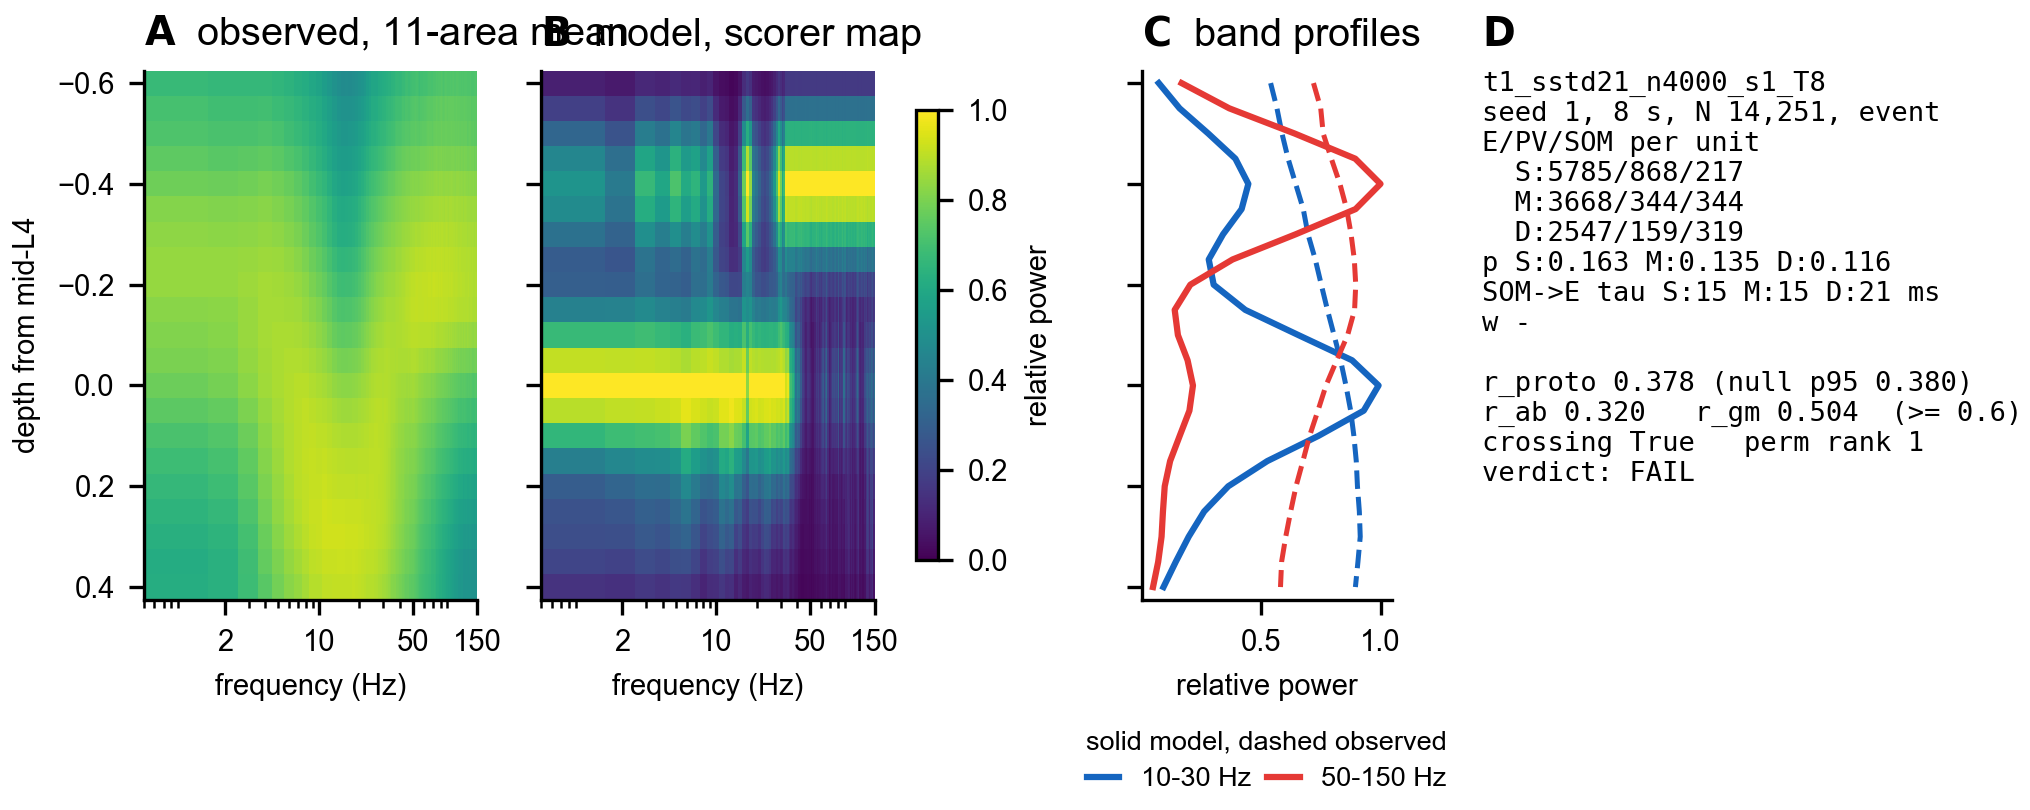 A observed, 11-area mean
B model, scorer map
C band profiles
D
depth from mid-L4
−0.6
−0.4
−0.2
0.0
0.2
0.4
2 10 50 150
frequency (Hz)
2 10 50 150
frequency (Hz)
1.0
0.8
0.6
0.4
0.2
0.0
relative power
0.5 1.0
relative power
solid model, dashed observed
10-30 Hz 50-150 Hz
t1_sstd21_n4000_s1_T8
seed 1, 8 s, N 14,251, event
E/PV/SOM per unit
S:5785/868/217
M:3668/344/344
D:2547/159/319
p S:0.163 M:0.135 D:0.116
SOM->E tau S:15 M:15 D:21 ms
w -
r_proto 0.378 (null p95 0.380)
r_ab 0.320 r_gm 0.504 (>= 0.6)
crossing True perm rank 1
verdict: FAIL